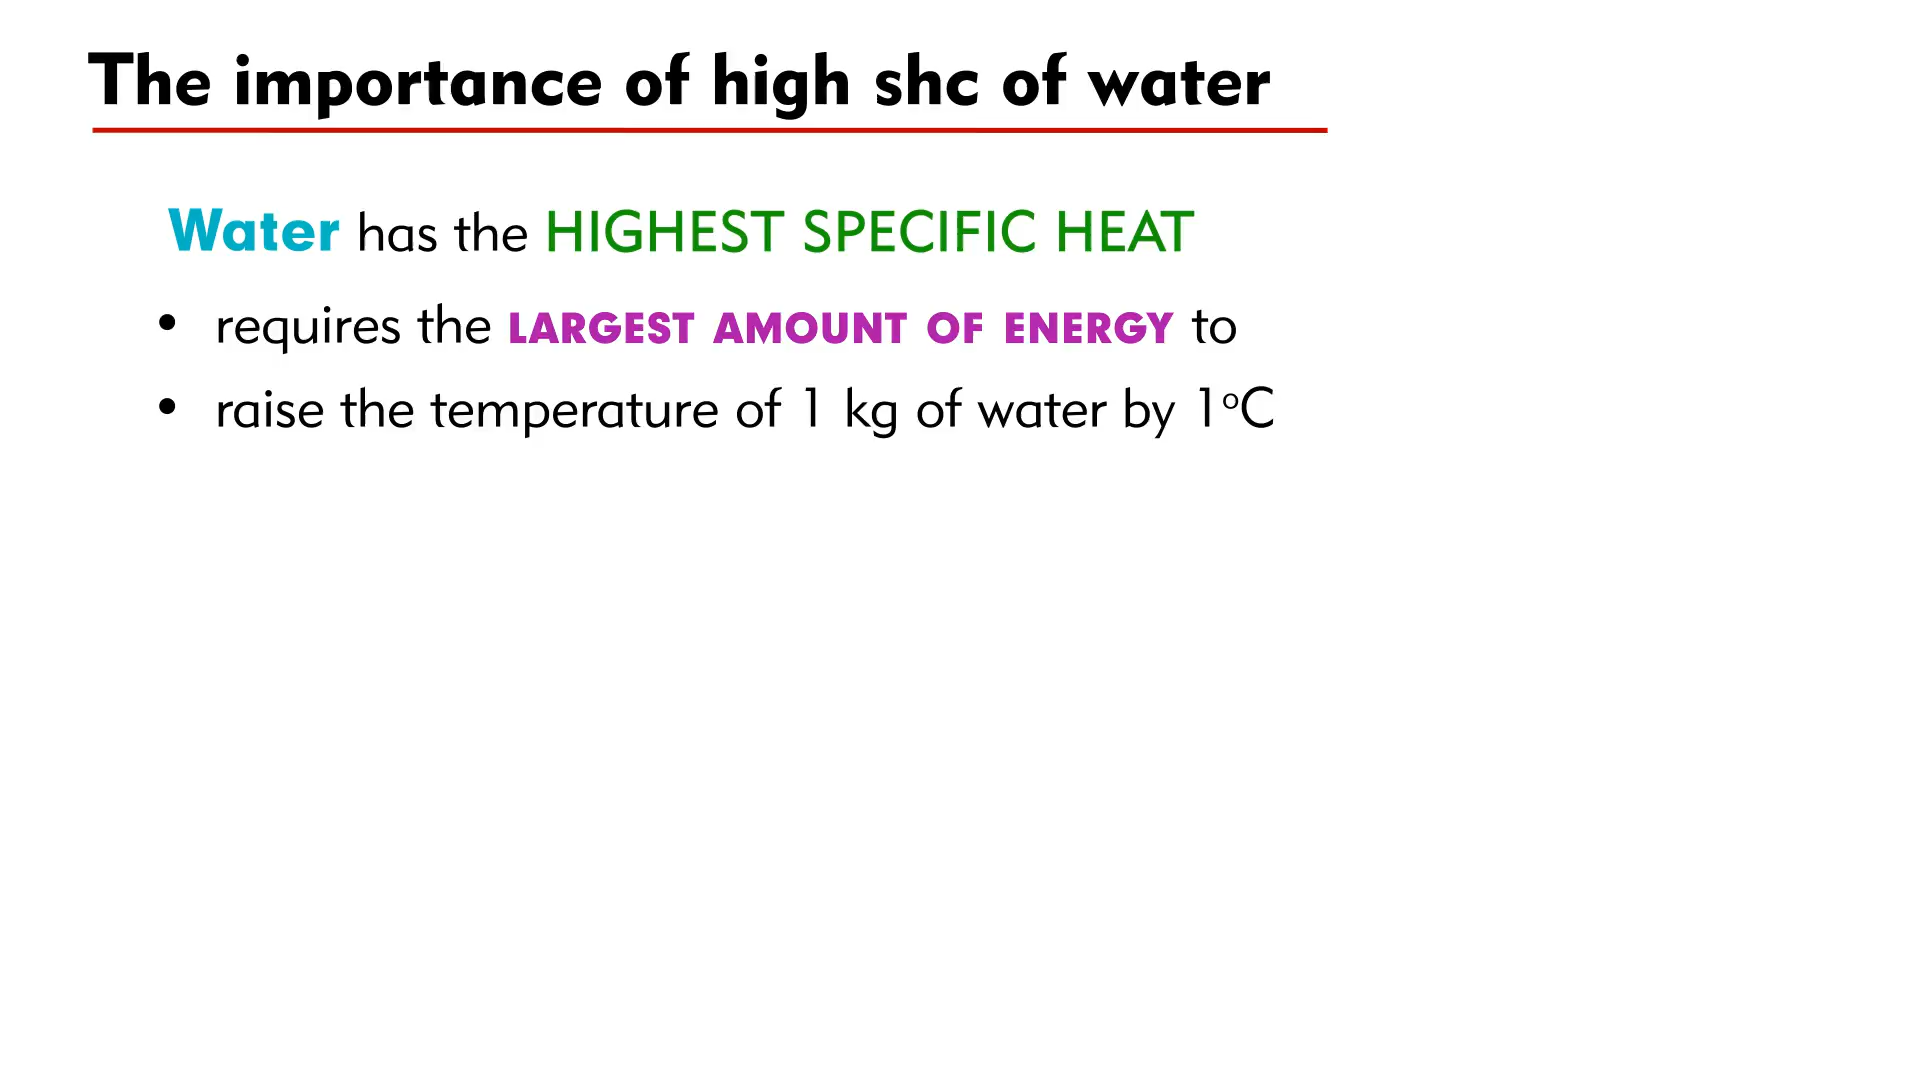 The importance of high shc of water
Water has the HIGHEST SPECIFIC HEAT
• requires the LARGEST AMOUNT OF ENERGY to
• raise the temperature of 1 kg of water by 1ºC